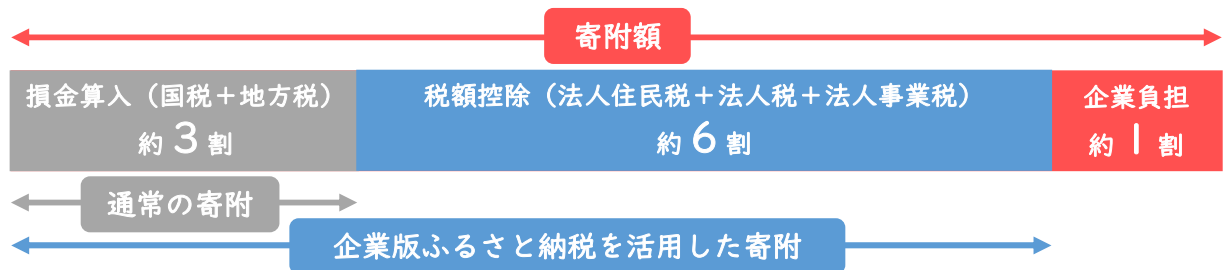 寄附額
損金算入（国税＋地方税）
約3割
税額控除（法人住民税＋法人税＋法人事業税）
約6割
企業負担
約1割
通常の寄附
企業版ふるさと納税を活用した寄附